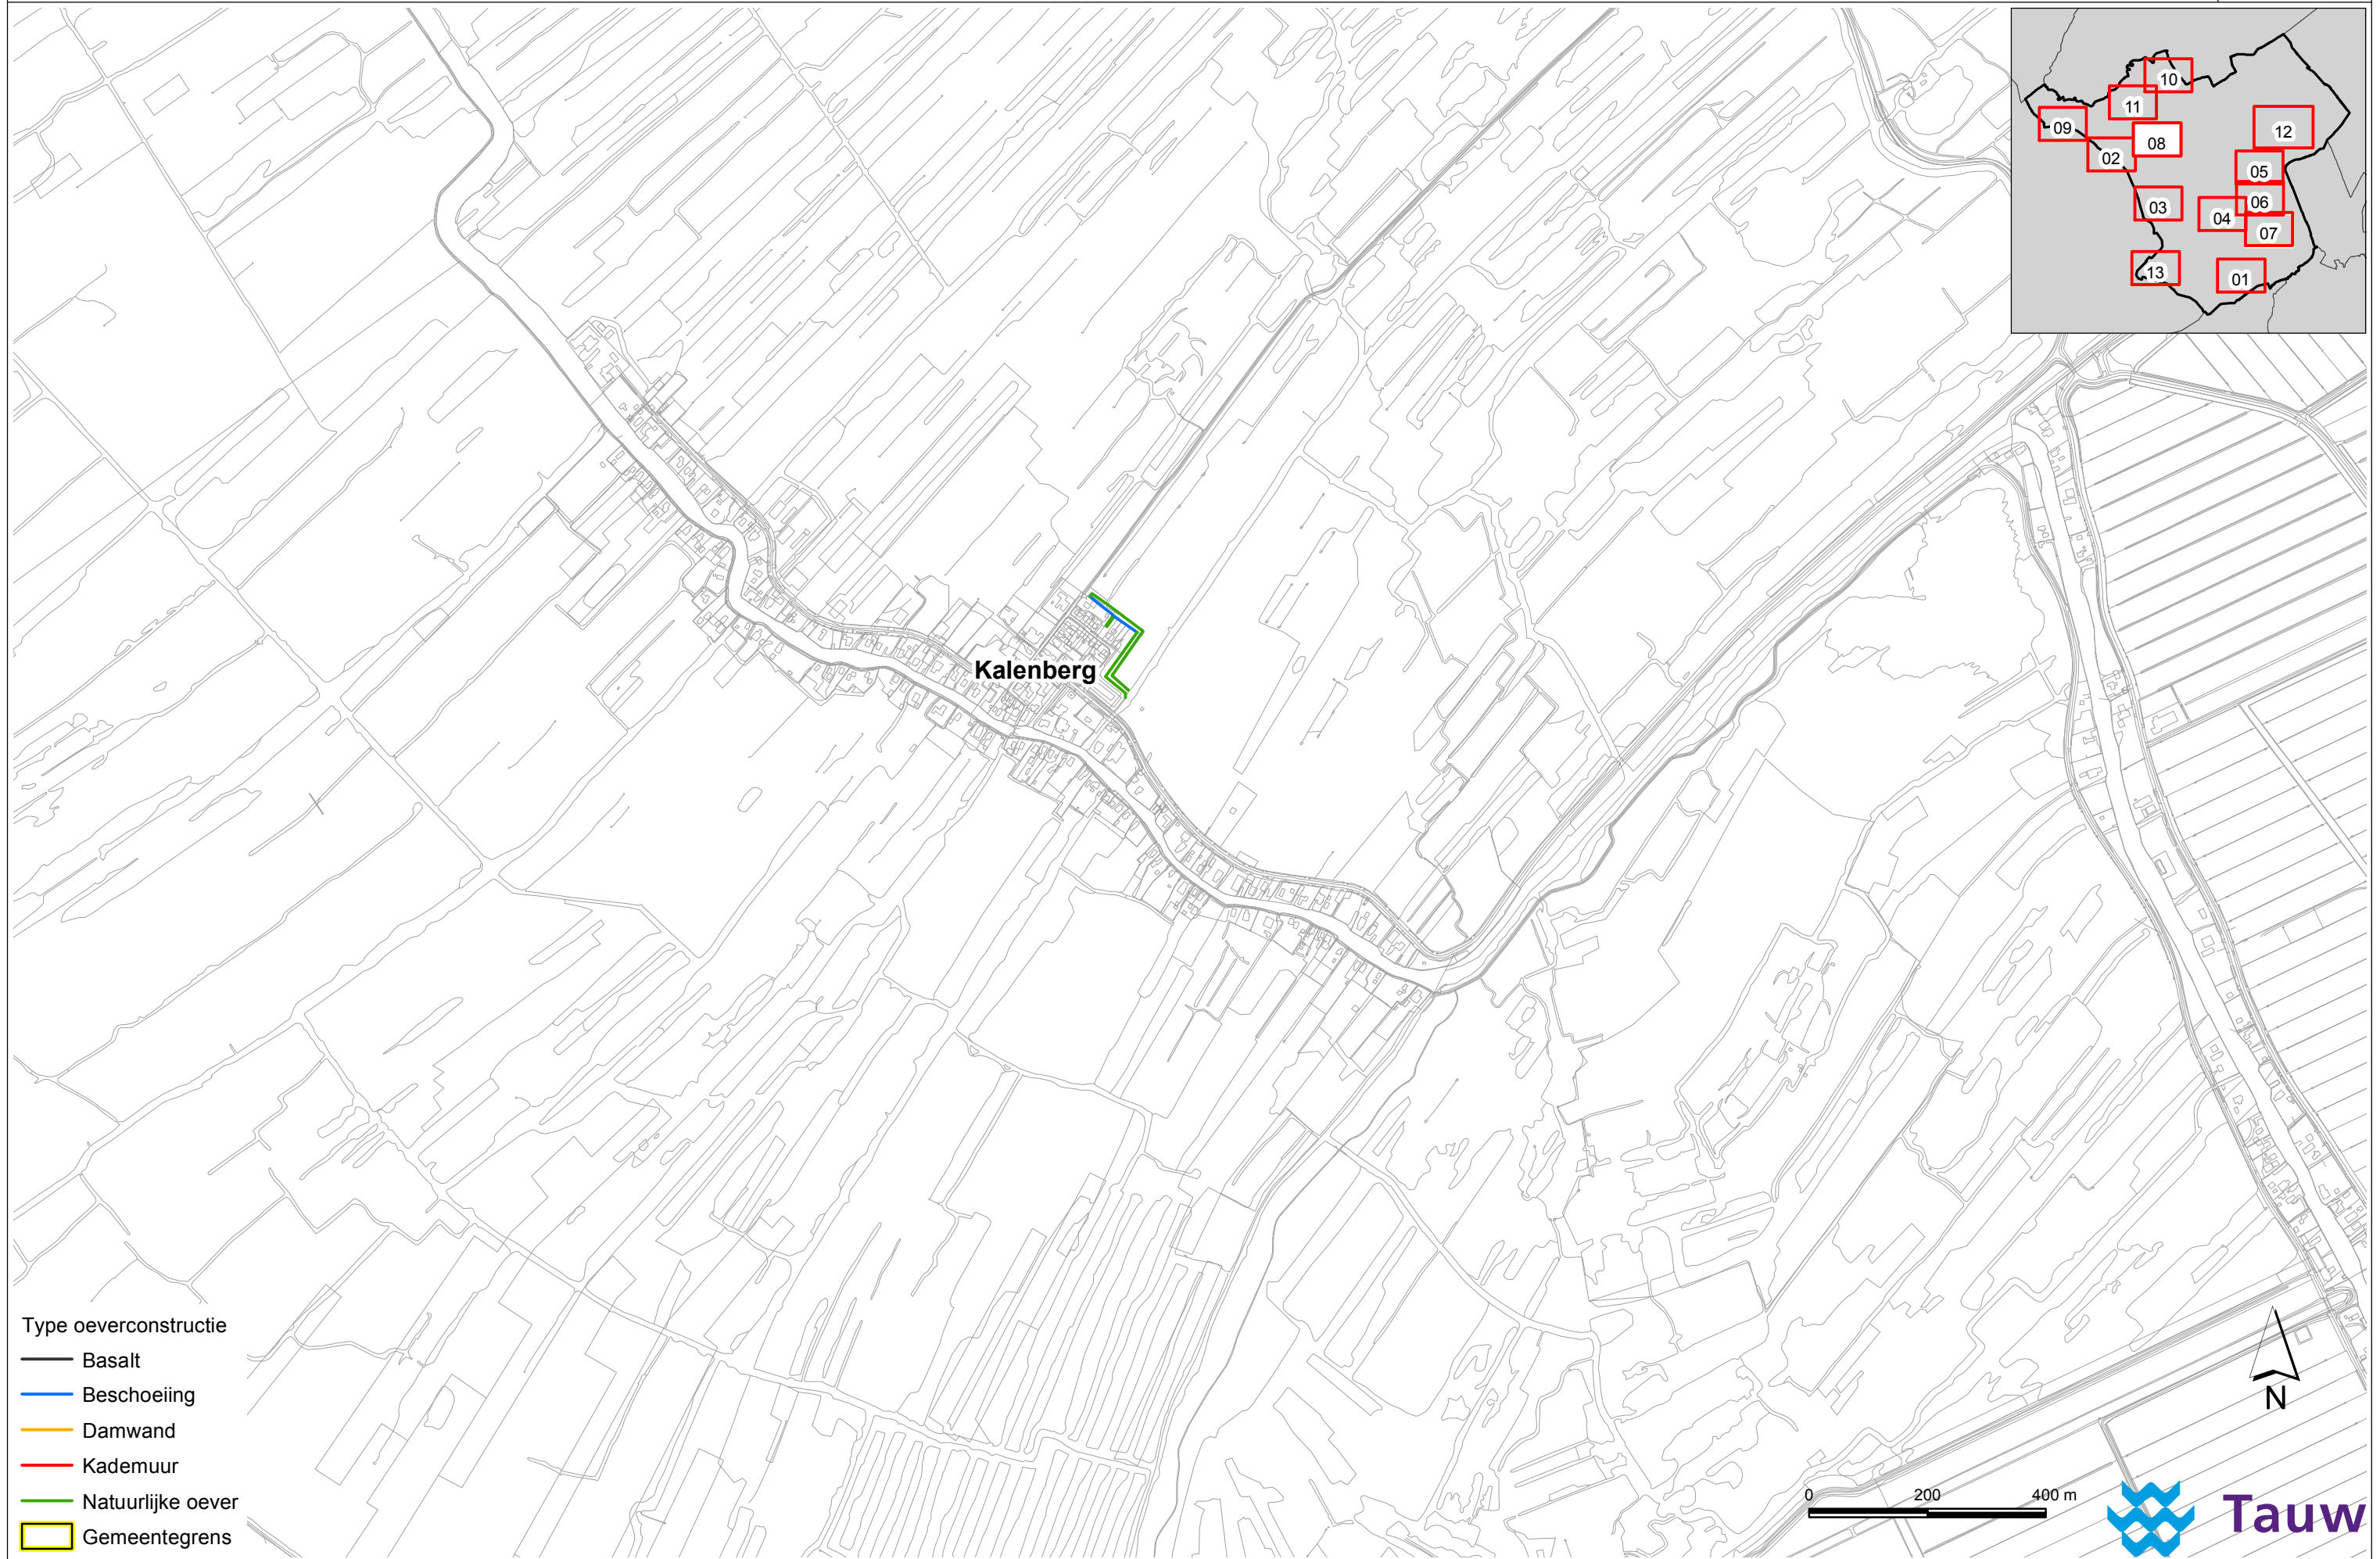 10
11
09
08
12
02
05
03
06
04
07
13
01
Kalenberg
Type oeverconstructie
Basalt
Beschoeiing
Damwand
Kademuur
Natuurlijke oever
Gemeentegrens
N
0 200 400 m
Tauw